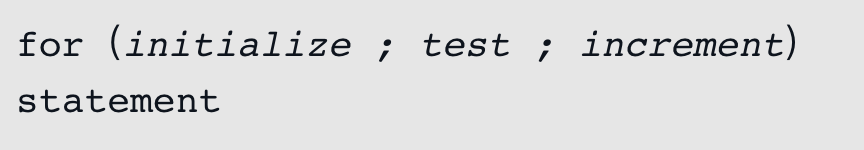 for (initialize ; test ; increment)
statement